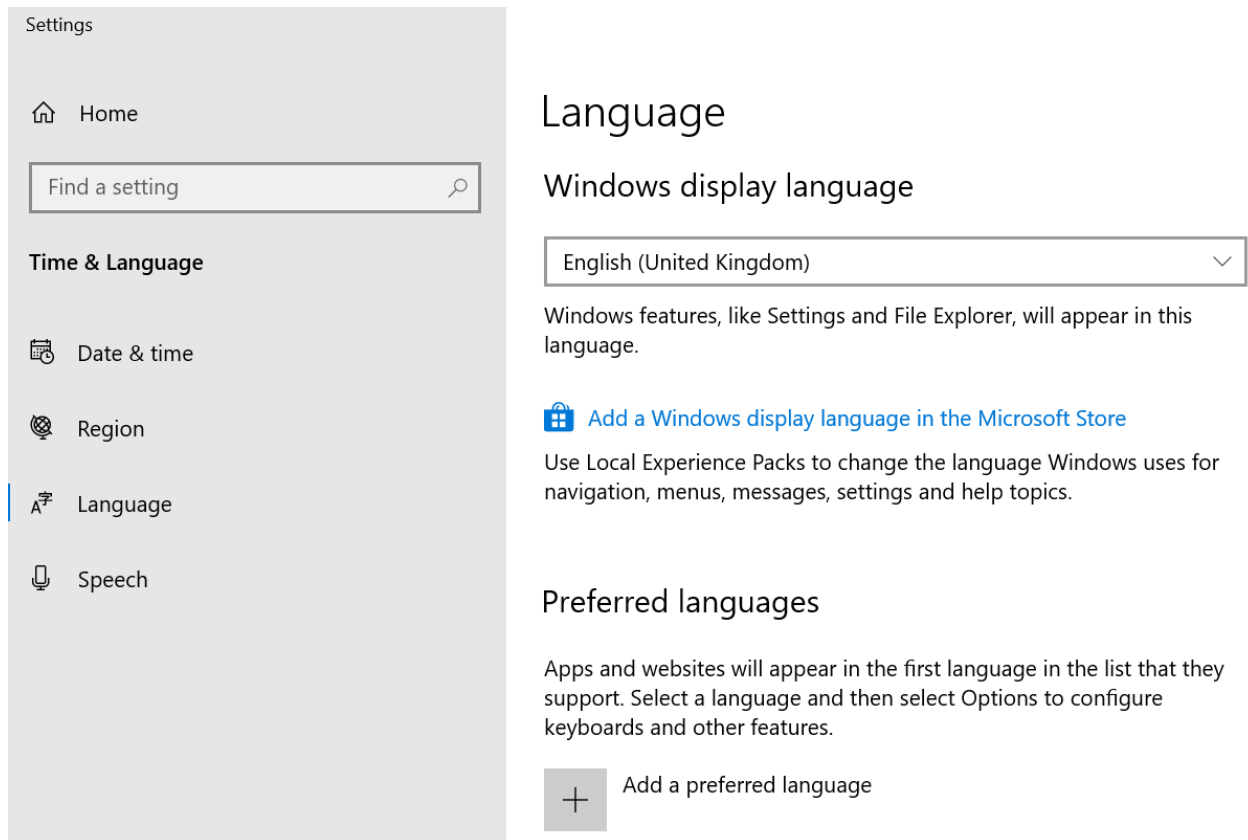 Settings
Home
Find a setting
Time & Language
Date & time
Region
Language
Speech
Language
Windows display language
English (United Kingdom)
Windows features, like Settings and File Explorer, will appear in this
language.
Add a Windows display language in the Microsoft Store
Use Local Experience Packs to change the language Windows uses for
navigation, menus, messages, settings and help topics.
Preferred languages
Apps and websites will appear in the first language in the list that they
support. Select a language and then select Options to configure
keyboards and other features.
Add a preferred language